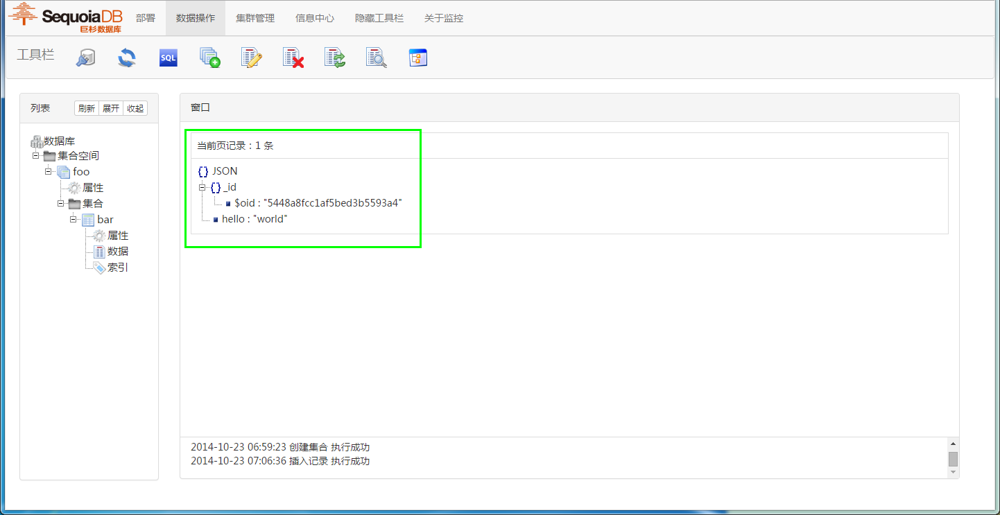 SequoiaDB
巨杉数据库
部署 数据操作 集群管理 信息中心 隐藏工具栏 关于监控
工具栏 SQL
列表 刷新 展开 收起
数据库
集合空间
foo
属性
集合
bar
属性
数据
索引
窗口
当前页记录：1 条
{} JSON
{} _id
$oid : "5448a8fcc1af5bed3b5593a4"
hello : "world"
2014-10-23 06:59:23 创建集合 执行成功
2014-10-23 07:06:36 插入记录 执行成功